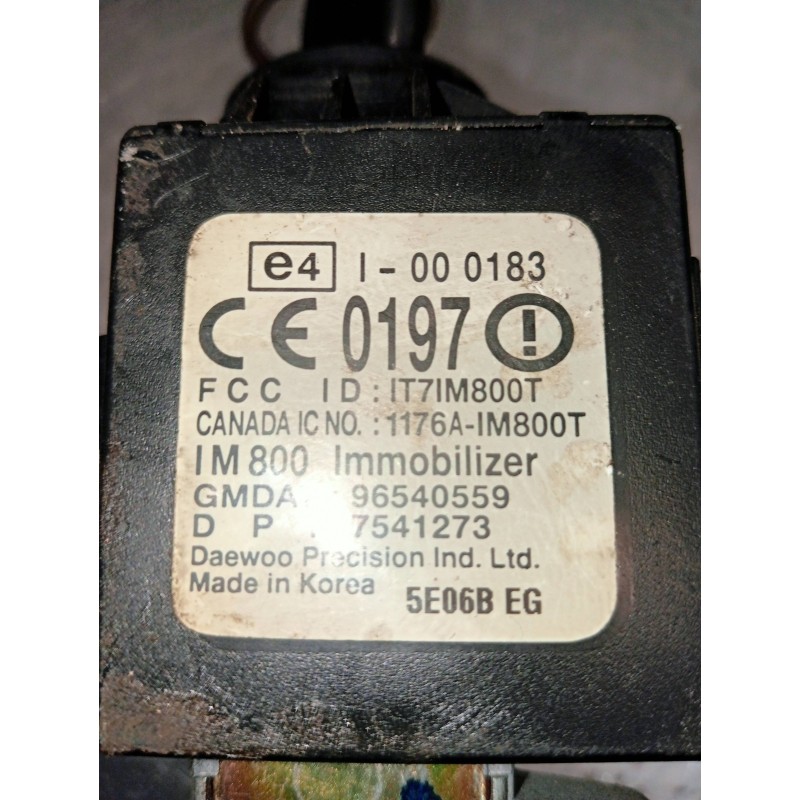 e4 I - 00 0183
CE 0197 !
FCC ID : IT7IM800T
CANADA IC NO. : 1176A-IM800T
IM 800 Immobilizer
GMDA 96540559
D P : 7541273
Daewoo Precision Ind. Ltd.
Made in Korea 5E06B EG